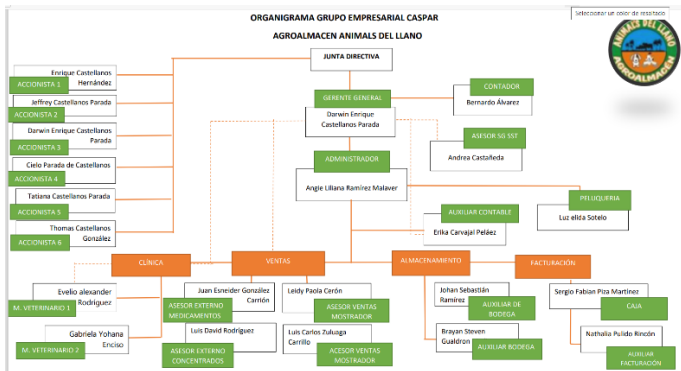 ORGANIGRAMA GRUPO EMPRESARIAL CASPAR
Seleccionar un color de resaltado
AGROALMACEN ANIMALS DEL LLANO
ANIMALS DEL LLANO
AGROALMACÉN
JUNTA DIRECTIVA
Enrique Castellanos
Hernández
ACCIONISTA 1
Jeffrey Castellanos Parada
ACCIONISTA 2
Darwin Enrique Castellanos
Parada
ACCIONISTA 3
Cielo Parada de Castellanos
ACCIONISTA 4
Tatiana Castellanos Parada
ACCIONISTA 5
Thomas Castellanos
González
ACCIONISTA 6
GERENTE GENERAL
Darwin Enrique
Castellanos Parada
CONTADOR
Bernardo Álvarez
ASESOR SG SST
Andrea Castañeda
ADMINISTRADOR
Angie Liliana Ramírez Malaver
PELUQUERIA
Luz elida Sotelo
AUXILIAR CONTABLE
Erika Carvajal Peláez
CLÍNICA
VENTAS
ALMACENAMIENTO
FACTURACIÓN
Evelio alexander
Rodríguez
M. VETERINARIO 1
Gabriela Yohana
Enciso
M. VETERINARIO 2
Juan Esneider González
Carrión
ASESOR EXTERNO
MEDICAMENTOS
Luis David Rodríguez
ASESOR EXTERNO
CONCENTRADOS
Leidy Paola Cerón
ASESOR VENTAS
MOSTRADOR
Luis Carlos Zuluoga
Carrillo
ACESOR VENTAS
MOSTRADOR
Johan Sebastián
Ramírez
AUXILIAR DE
BODEGA
Brayan Steven
Gualdron
AUXILIAR BODEGA
Sergio Fabian Piza Martínez
CAJA
Nathalia Pulido Rincón
AUXILIAR
FACTURACIÓN